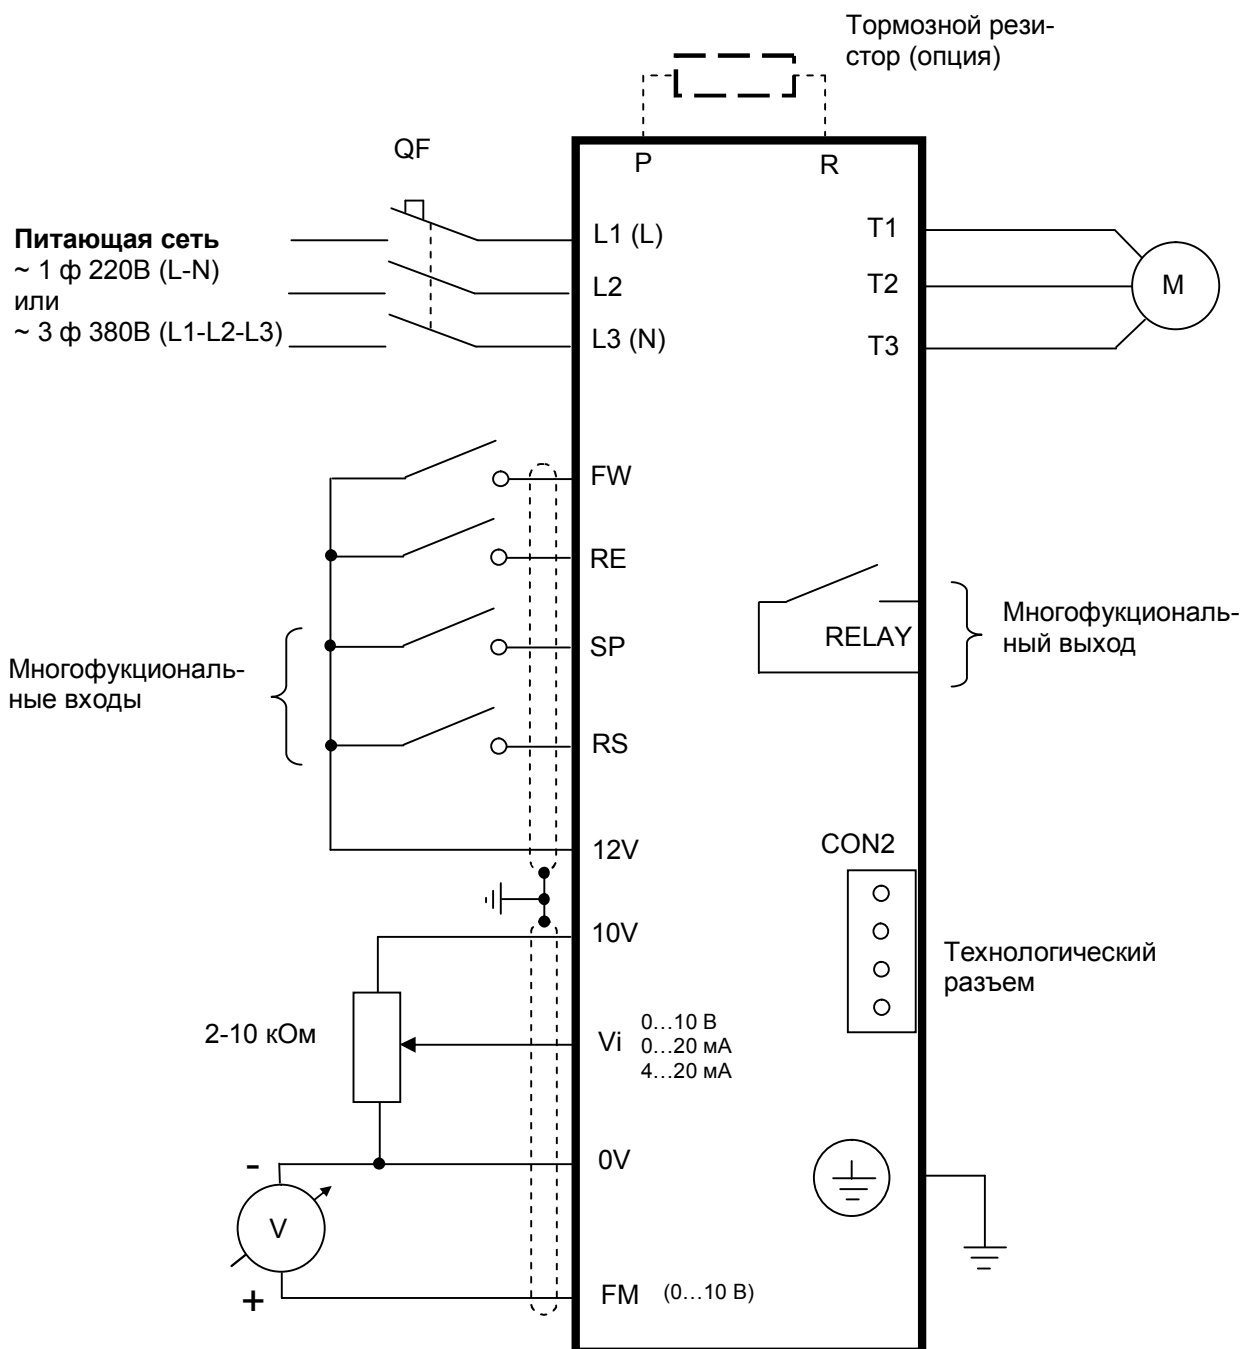 Тормозной рези-
стор (опция)
QF
P
R
Питающая сеть
~ 1 ф 220В (L-N)
или
~ 3 ф 380В (L1-L2-L3)
L1 (L)
L2
L3 (N)
T1
T2
T3
M
FW
RE
SP
RS
12V
Многофукциональ-
ные входы
RELAY
Многофукциональ-
ный выход
CON2
Технологический
разъем
10V
2-10 кОм
Vi
0...10 В
0...20 мА
4...20 мА
0V
-
V
+
FM
(0...10 В)